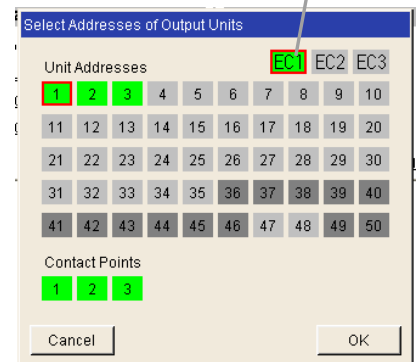 Select Addresses of Output Units
EC1 EC2 EC3
Unit Addresses
1 2 3 4 5 6 7 8 9 10
11 12 13 14 15 16 17 18 19 20
21 22 23 24 25 26 27 28 29 30
31 32 33 34 35 36 37 38 39 40
41 42 43 44 45 46 47 48 49 50
Contact Points
1 2 3
Cancel OK